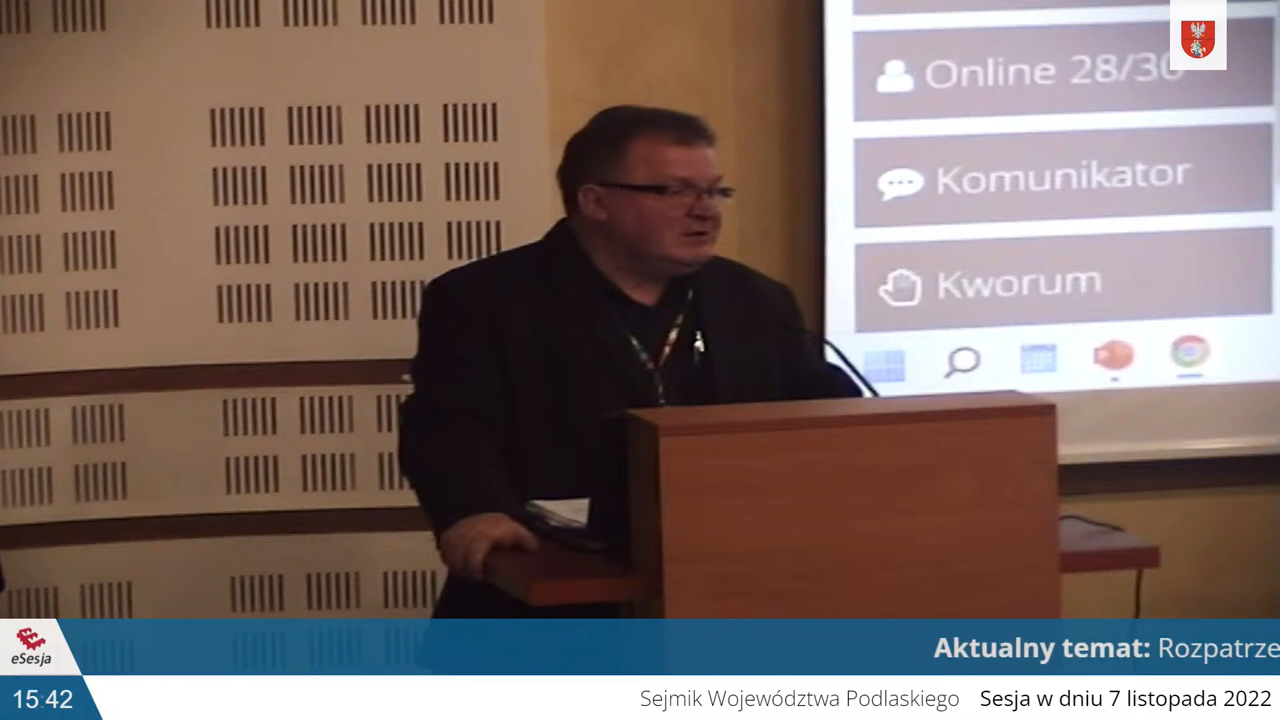 Online 28/30
Komunikator
Kworum
Aktualny temat: Rozpatrze
eSesja
15:42
Sejmik Województwa Podlaskiego Sesja w dniu 7 listopada 2022